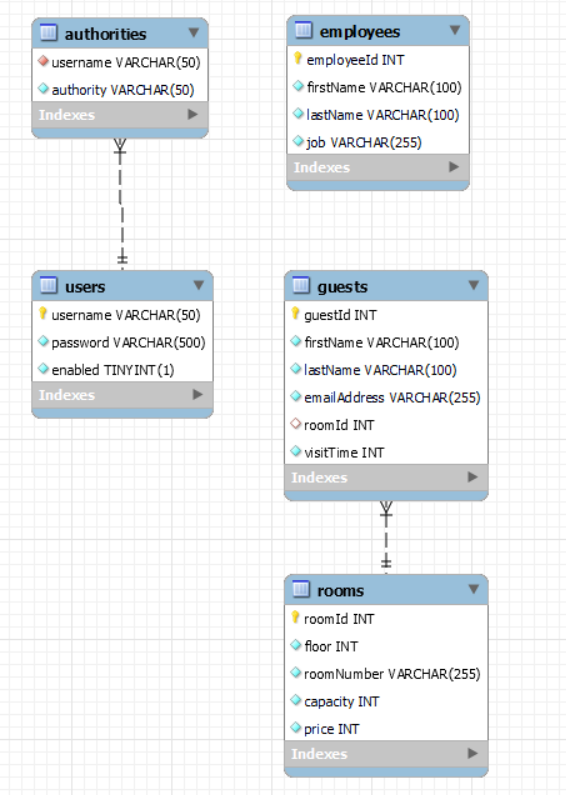 authorities
username VARCHAR(50)
authority VARCHAR(50)
Indexes
employees
employeeId INT
firstName VARCHAR(100)
lastName VARCHAR(100)
job VARCHAR(255)
Indexes
users
username VARCHAR(50)
password VARCHAR(500)
enabled TINYINT(1)
Indexes
guests
guestId INT
firstName VARCHAR(100)
lastName VARCHAR(100)
emailAddress VARCHAR(255)
roomId INT
visitTime INT
Indexes
rooms
roomId INT
floor INT
roomNumber VARCHAR(255)
capacity INT
price INT
Indexes